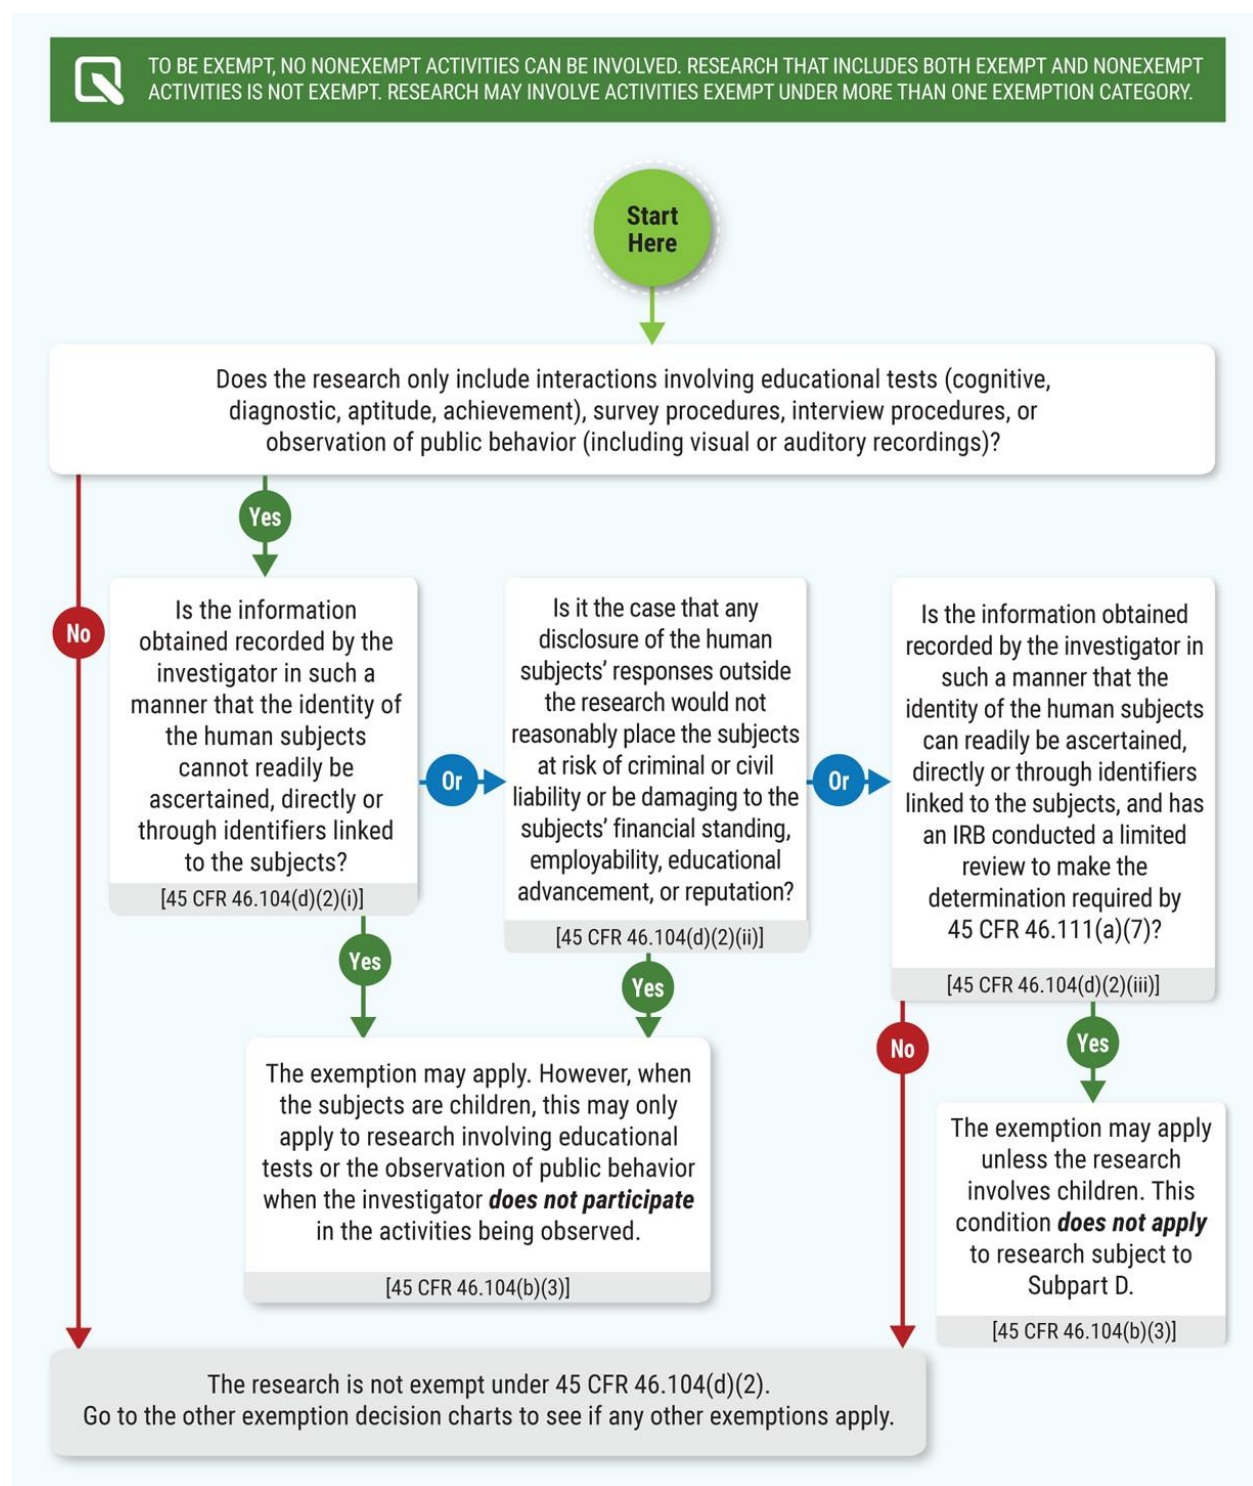 TO BE EXEMPT, NO NONEXEMPT ACTIVITIES CAN BE INVOLVED. RESEARCH THAT INCLUDES BOTH EXEMPT AND NONEXEMPT
ACTIVITIES IS NOT EXEMPT. RESEARCH MAY INVOLVE ACTIVITIES EXEMPT UNDER MORE THAN ONE EXEMPTION CATEGORY.
Start
Here
Does the research only include interactions involving educational tests (cognitive,
diagnostic, aptitude, achievement), survey procedures, interview procedures, or
observation of public behavior (including visual or auditory recordings)?
Yes
No
Is the information
obtained recorded by the
investigator in such a
manner that the identity of
the human subjects
cannot readily be
ascertained, directly or
through identifiers linked
to the subjects?
[45 CFR 46.104(d)(2)(i)]
Or
Is it the case that any
disclosure of the human
subjects’ responses outside
the research would not
reasonably place the subjects
at risk of criminal or civil
liability or be damaging to the
subjects’ financial standing,
employability, educational
advancement, or reputation?
[45 CFR 46.104(d)(2)(ii)]
Or
Is the information obtained
recorded by the investigator in
such a manner that the
identity of the human subjects
can readily be ascertained,
directly or through identifiers
linked to the subjects, and has
an IRB conducted a limited
review to make the
determination required by
45 CFR 46.111(a)(7)?
[45 CFR 46.104(d)(2)(iii)]
Yes
Yes
No
Yes
The exemption may apply. However, when
the subjects are children, this may only
apply to research involving educational
tests or the observation of public behavior
when the investigator does not participate
in the activities being observed.
[45 CFR 46.104(b)(3)]
The exemption may apply
unless the research
involves children. This
condition does not apply
to research subject to
Subpart D.
[45 CFR 46.104(b)(3)]
The research is not exempt under 45 CFR 46.104(d)(2).
Go to the other exemption decision charts to see if any other exemptions apply.